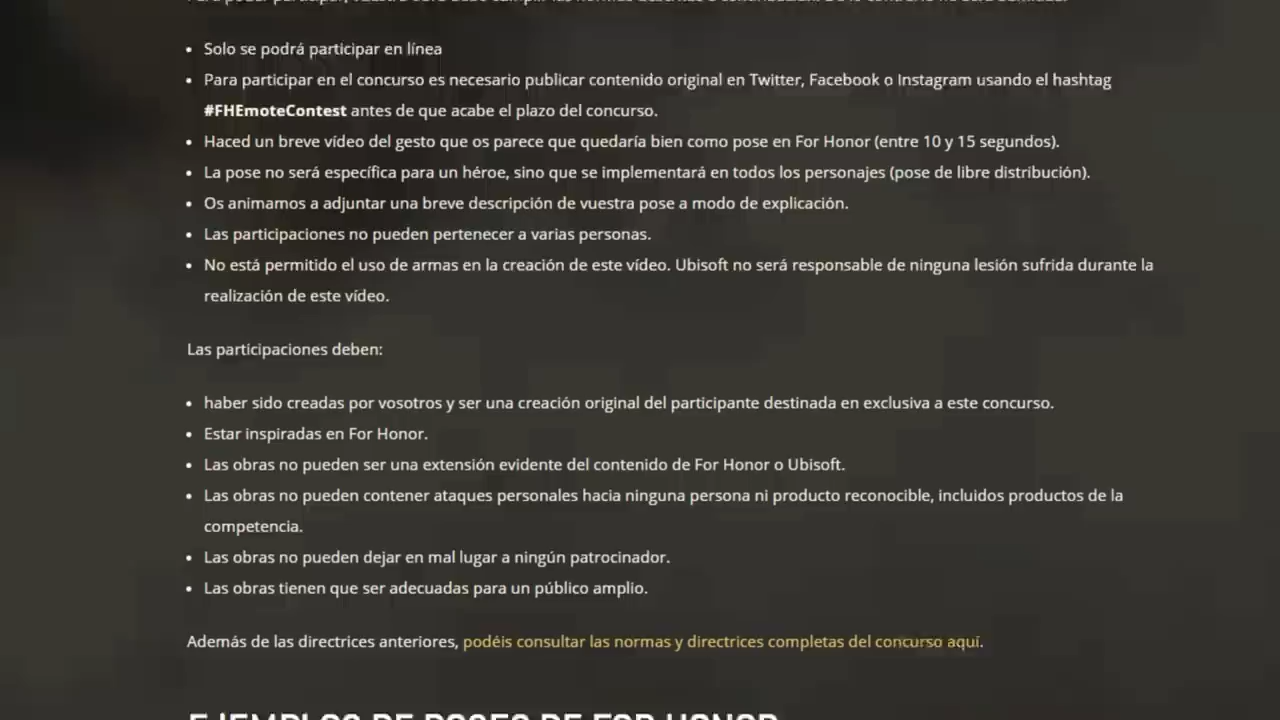 • Solo se podrá participar en línea
• Para participar en el concurso es necesario publicar contenido original en Twitter, Facebook o Instagram usando el hashtag
#FHEmoteContest antes de que acabe el plazo del concurso.
• Haced un breve vídeo del gesto que os parece que quedaría bien como pose en For Honor (entre 10 y 15 segundos).
• La pose no será específica para un héroe, sino que se implementará en todos los personajes (pose de libre distribución).
• Os animamos a adjuntar una breve descripción de vuestra pose a modo de explicación.
• Las participaciones no pueden pertenecer a varias personas.
• No está permitido el uso de armas en la creación de este vídeo. Ubisoft no será responsable de ninguna lesión sufrida durante la
realización de este vídeo.
Las participaciones deben:
• haber sido creadas por vosotros y ser una creación original del participante destinada en exclusiva a este concurso.
• Estar inspiradas en For Honor.
• Las obras no pueden ser una extensión evidente del contenido de For Honor o Ubisoft.
• Las obras no pueden contener ataques personales hacia ninguna persona ni producto reconocible, incluidos productos de la
competencia.
• Las obras no pueden dejar en mal lugar a ningún patrocinador.
• Las obras tienen que ser adecuadas para un público amplio.
Además de las directrices anteriores, podéis consultar las normas y directrices completas del concurso aquí.
EJEMPLOS DE POSES DE FOR HONOR